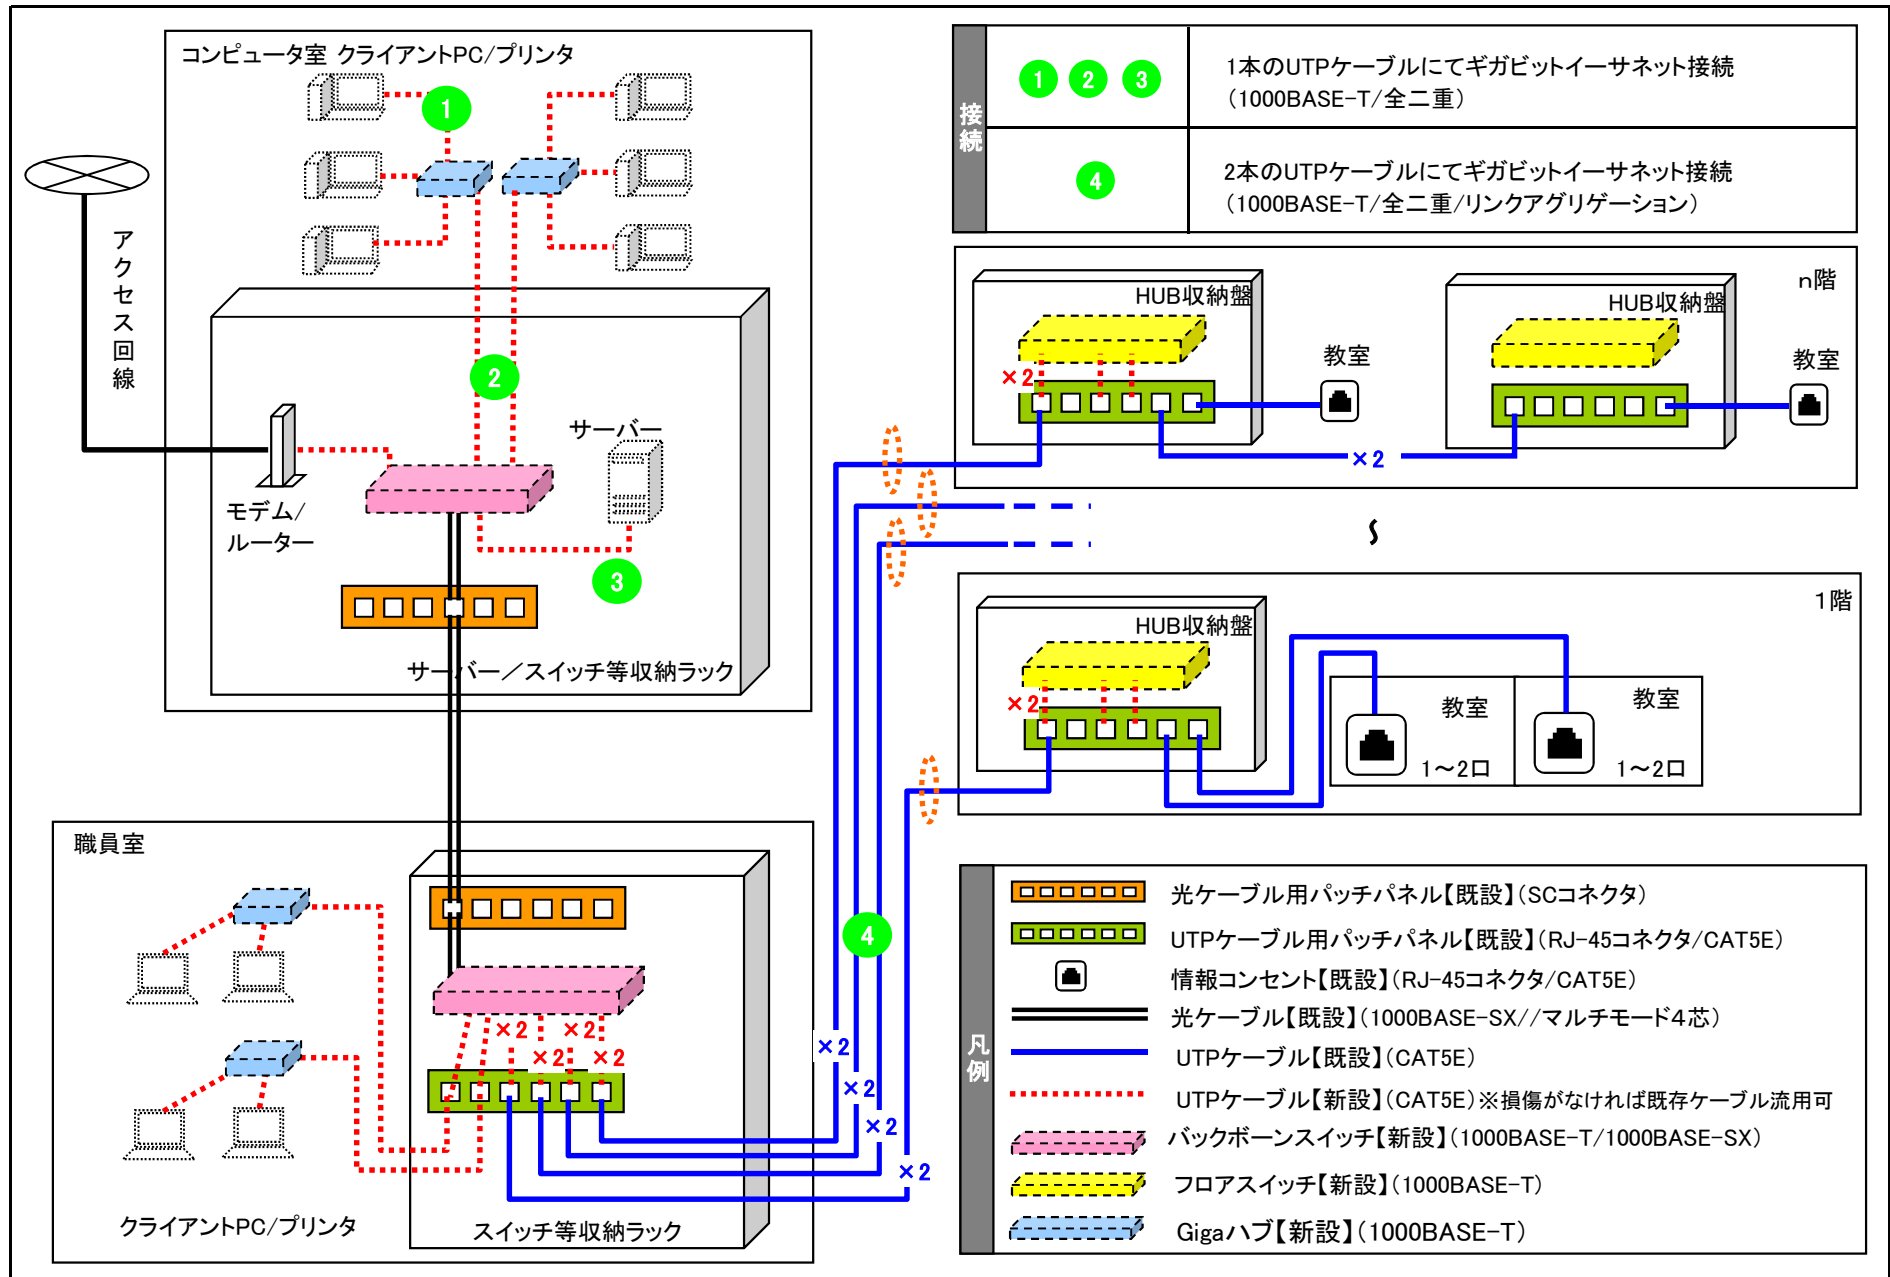 コンピュータ室 クライアントPC/プリンタ
1
アクセス回線
2
サーバー
モデム/
ルーター
3
サーバー／スイッチ等収納ラック
職員室
×2
×2
×2
×2
クライアントPC/プリンタ
スイッチ等収納ラック
4
×2
×2
×2
×2
接続
1 2 3
1本のUTPケーブルにてギガビットイーサネット接続
（1000BASE-T/全二重）
4
2本のUTPケーブルにてギガビットイーサネット接続
（1000BASE-T/全二重/リンクアグリゲーション）
n階
HUB収納盤
×2
教室
×2
HUB収納盤
教室
～
1階
HUB収納盤
×2
教室
1～2口
教室
1～2口
凡例
光ケーブル用パッチパネル【既設】（SCコネクタ）
UTPケーブル用パッチパネル【既設】（RJ-45コネクタ/CAT5E）
情報コンセント【既設】（RJ-45コネクタ/CAT5E）
光ケーブル【既設】（1000BASE-SX//マルチモード4芯）
UTPケーブル【既設】（CAT5E）
UTPケーブル【新設】（CAT5E）※損傷がなければ既存ケーブル流用可
バックボーンスイッチ【新設】（1000BASE-T/1000BASE-SX）
フロアスイッチ【新設】（1000BASE-T）
Gigaハブ【新設】（1000BASE-T）